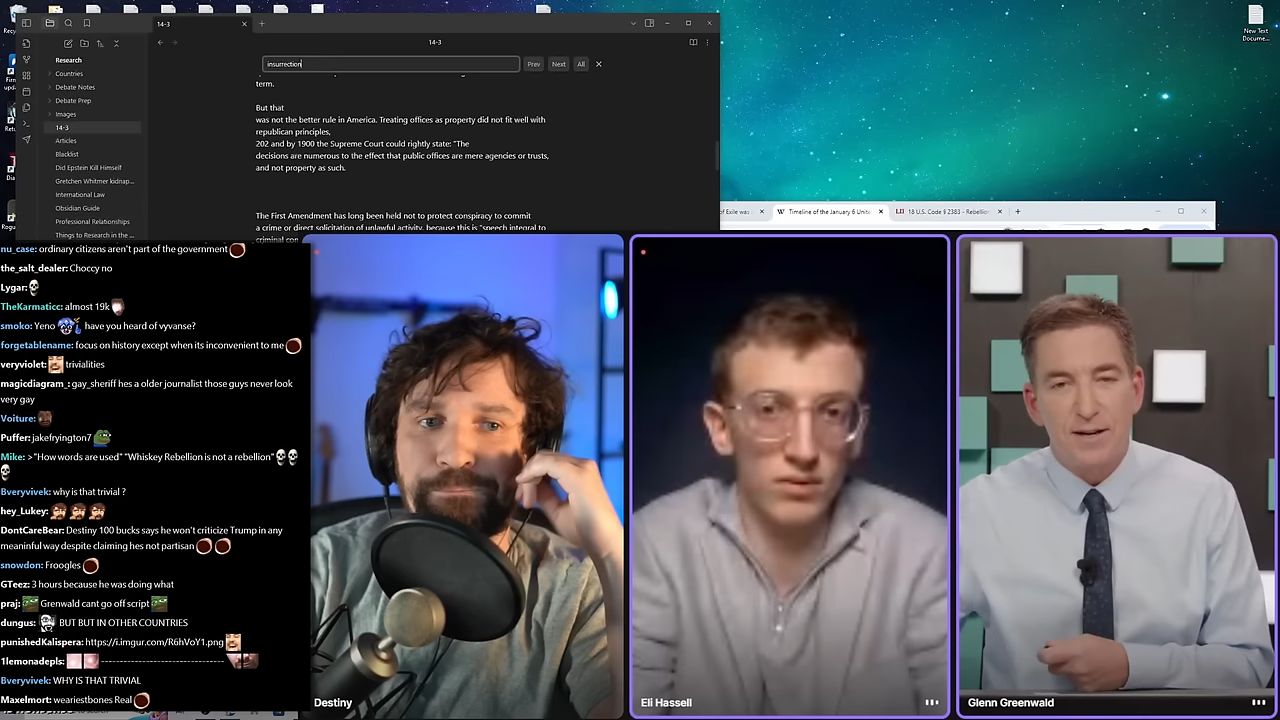 14-3
14-3
insurrection
Prev
Next
All
Research
Countries
Debate Notes
Debate Prep
Images
14-3
Articles
Blacklist
Did Epstein Kill Himself
Gretchen Whitmer kidnap...
International Law
Obsidian Guide
Professional Relationships
Things to Research in the ...
term.
But that
was not the better rule in America. Treating offices as property did not fit well with
republican principles,
202 and by 1900 the Supreme Court could rightly state: "The
decisions are numerous to the effect that public offices are mere agencies or trusts,
and not property as such.
The First Amendment has long been held not to protect conspiracy to commit
a crime or direct solicitation of unlawful activity, because this is "speech integral to
criminal con
New Text
Docume...
of Exile was
Timeline of the January 6 Unite
18 U.S. Code § 2383 - Rebellion
nu_case: ordinary citizens aren't part of the government
the_salt_dealer: Choccy no
Lygar:
TheKarmaticc: almost 19k
smoko: Yeno have you heard of vyvanse?
forgetablename: focus on history except when its inconvenient to me
veryviolet: trivialities
magicdiagram_: gay_sheriff hes a older journalist those guys never look
very gay
Voiture:
Puffer: jakefryington7
Mike: >"How words are used" "Whiskey Rebellion is not a rebellion"
Bveryvivek: why is that trivial ?
hey_Lukey:
DontCareBear: Destiny 100 bucks says he won't criticize Trump in any
meaninful way despite claiming hes not partisan
snowdon: Froogles
GTeez: 3 hours because he was doing what
praj: Grenwald cant go off script
dungus: BUT BUT IN OTHER COUNTRIES
punishedKalispera: https://i.imgur.com/R6hVoY1.png
1lemonadepls: ---------------------------------
Bveryvivek: WHY IS THAT TRIVIAL
Maxelmort: weariestbones Real
Destiny
Eli Hassell
Glenn Greenwald